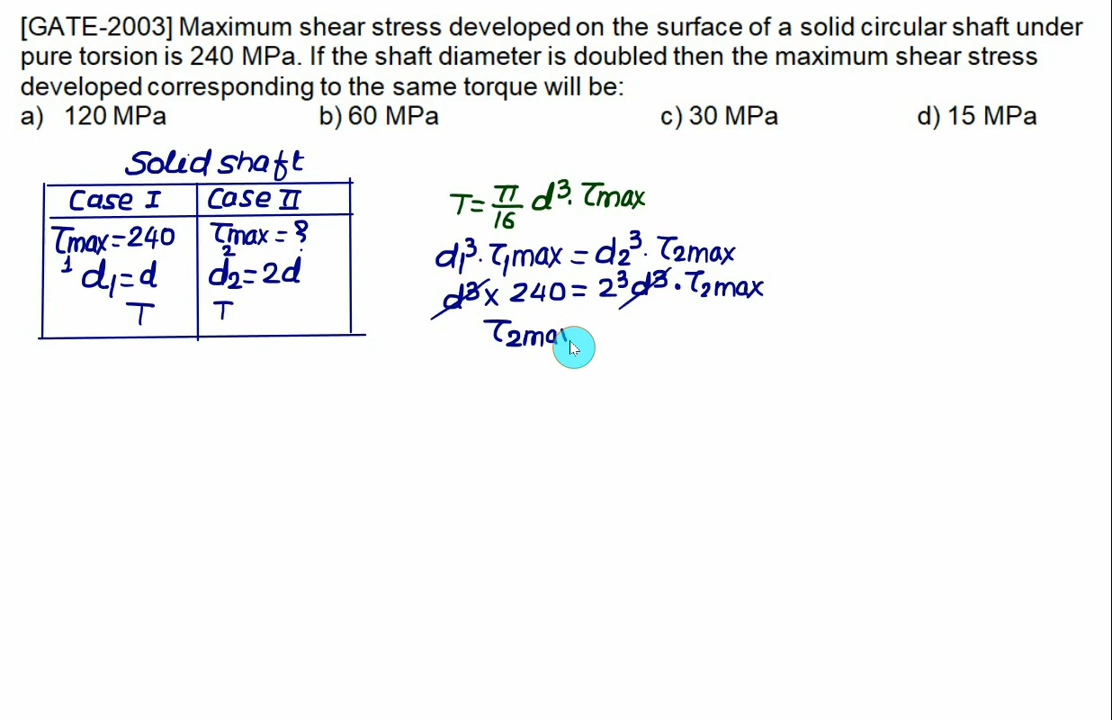 [GATE-2003] Maximum shear stress developed on the surface of a solid circular shaft under
pure torsion is 240 MPa. If the shaft diameter is doubled then the maximum shear stress
developed corresponding to the same torque will be:
a) 120 MPa b) 60 MPa c) 30 MPa d) 15 MPa
Solid shaft
Case I Case II
τ1max = 240 τ2max = ?
d1 = d d2 = 2d
T T
T = π/16 d³. τmax
d1³. τ1max = d2³. τ2max
d³ x 240 = 2³d³. τ2max
τ2ma